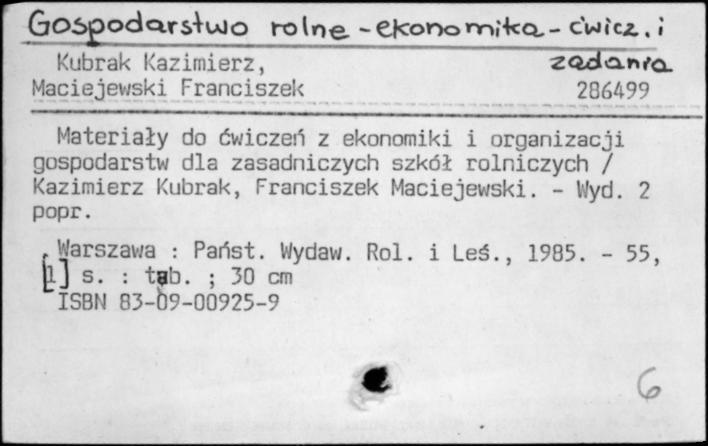 Gospodarstwo rolne - ekonomika - ćwicz. i
zadania
Kubrak Kazimierz,
Maciejewski Franciszek
286499
Materiały do ćwiczeń z ekonomiki i organizacji
gospodarstw dla zasadniczych szkół rolniczych /
Kazimierz Kubrak, Franciszek Maciejewski. - Wyd. 2
popr.
Warszawa : Państ. Wydaw. Rol. i Leś., 1985. - 55,
[1] s. : tab. ; 30 cm
ISBN 83-09-00925-9
6